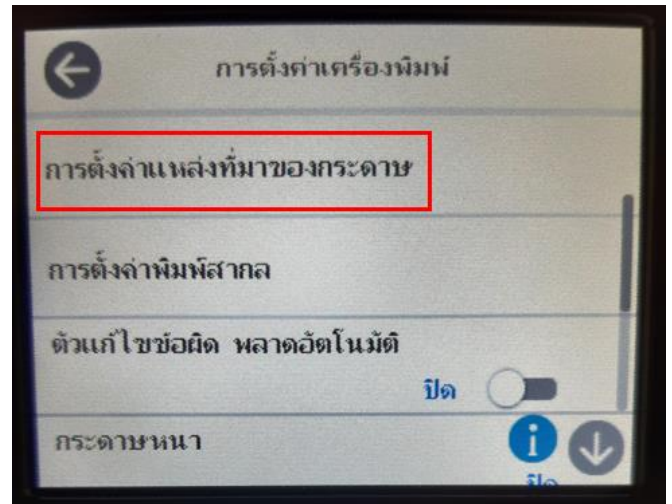 การตั้งค่าเครื่องพิมพ์
การตั้งค่าแหล่งที่มาของกระดาษ
การตั้งค่าพิมพ์สากล
ตัวแก้ไขข้อผิด พลาดอัตโนมัติ
ปิด
กระดาษหนา
ปิด